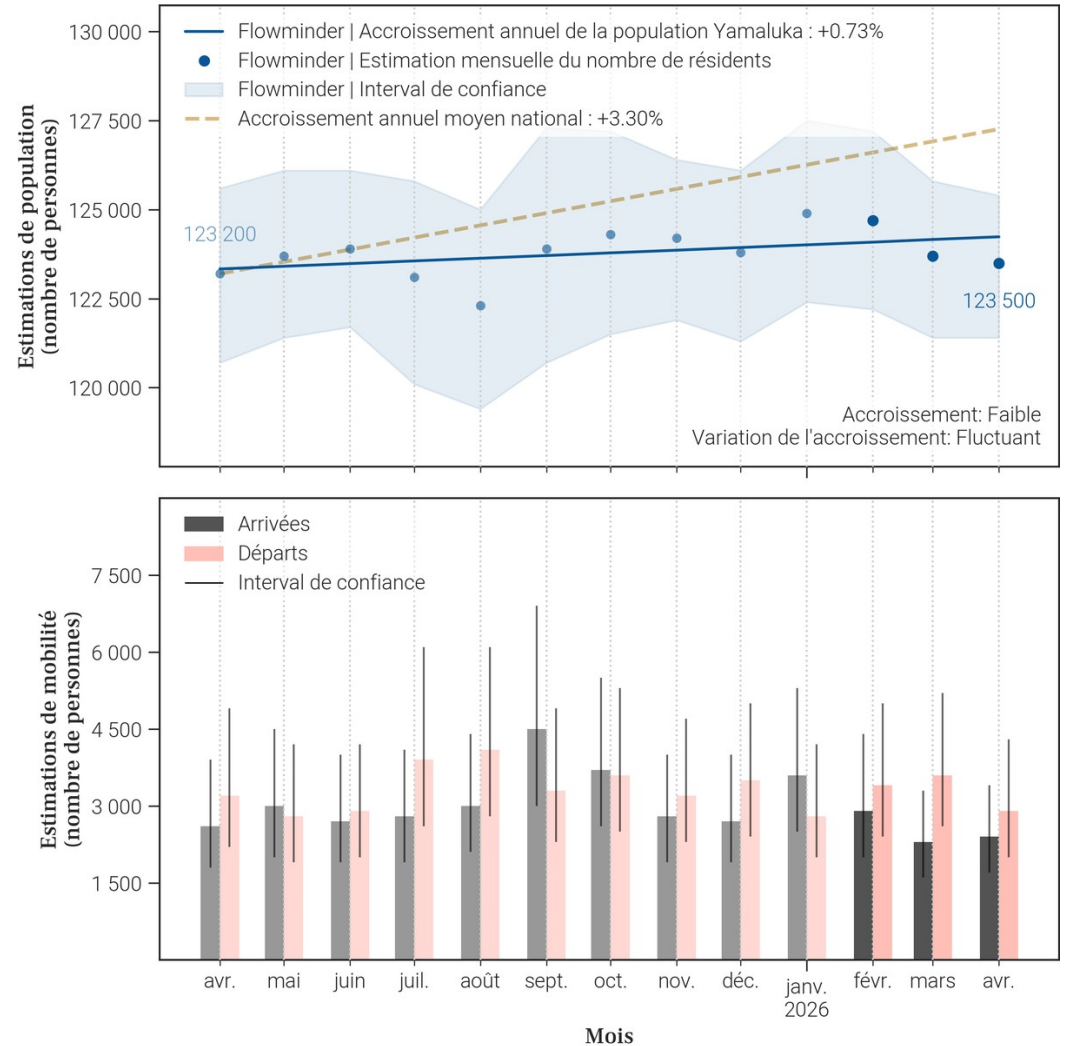 130 000
127 500
125 000
122 500
120 000
Estimations de population
(nombre de personnes)
Flowminder | Accroissement annuel de la population Yamaluka : +0.73%
Flowminder | Estimation mensuelle du nombre de résidents
Flowminder | Interval de confiance
Accroissement annuel moyen national : +3.30%
123 200
123 500
Accroissement: Faible
Variation de l'accroissement: Fluctuant
Arrivées
Départs
Interval de confiance
7 500
6 000
4 500
3 000
1 500
Estimations de mobilité
(nombre de personnes)
avr. mai juin juil. août sept. oct. nov. déc. janv. févr. mars avr.
2026
Mois